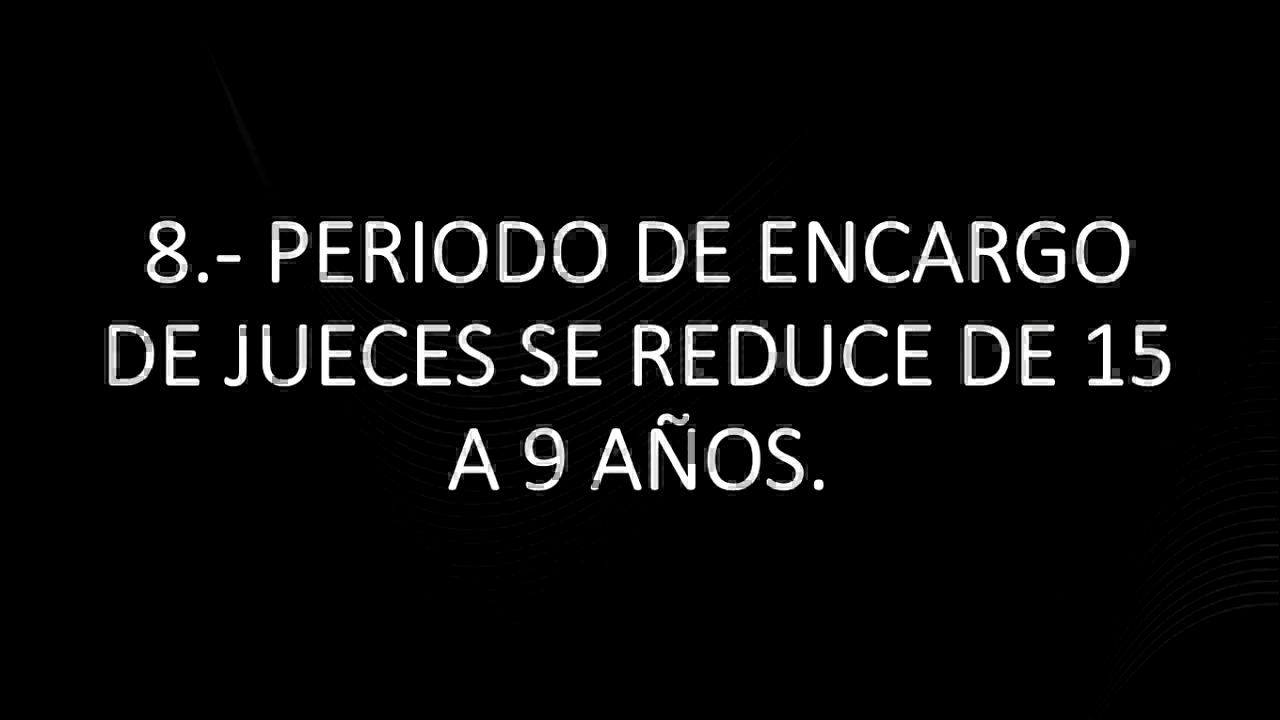 8.- PERIODO DE ENCARGO
DE JUECES SE REDUCE DE 15
A 9 AÑOS.